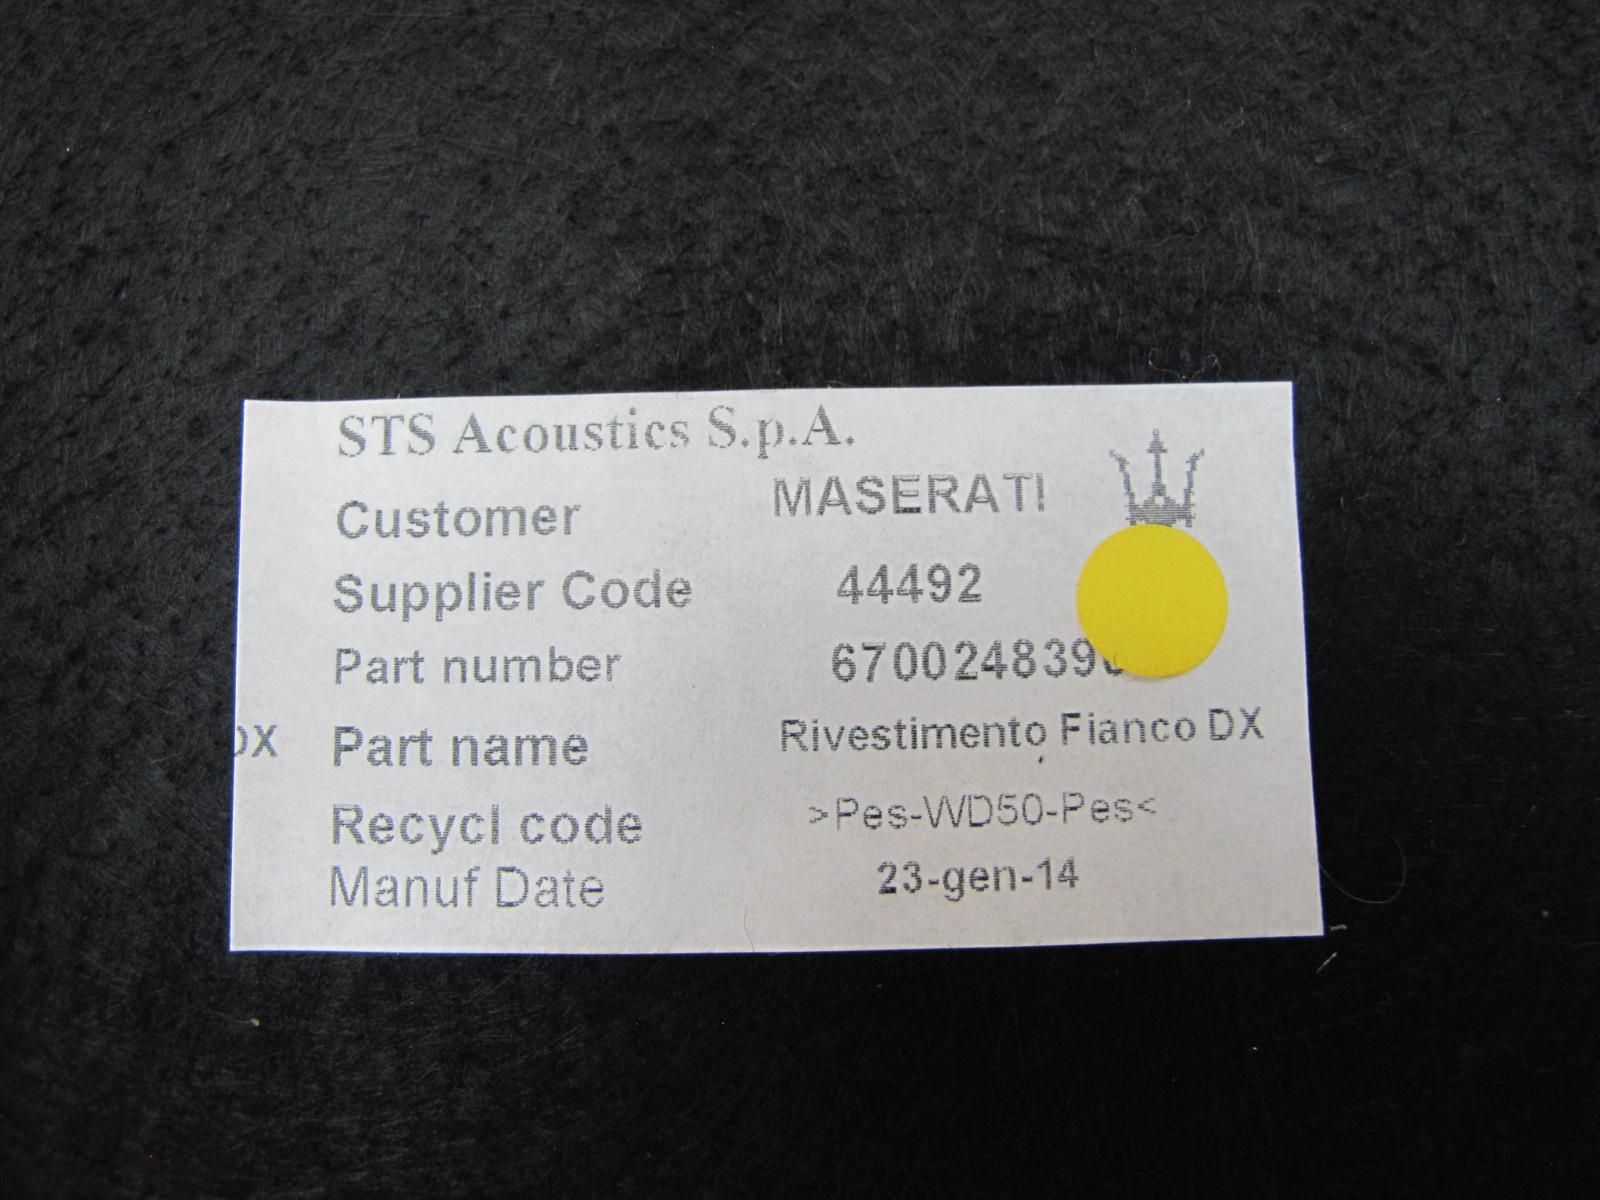 STS Acoustics S.p.A.
Customer MASERATI
Supplier Code 44492
Part number
DX Part name Rivestimento Fianco DX
Recycl code >Pes-WD50-Pes<
Manuf Date 23-gen-14